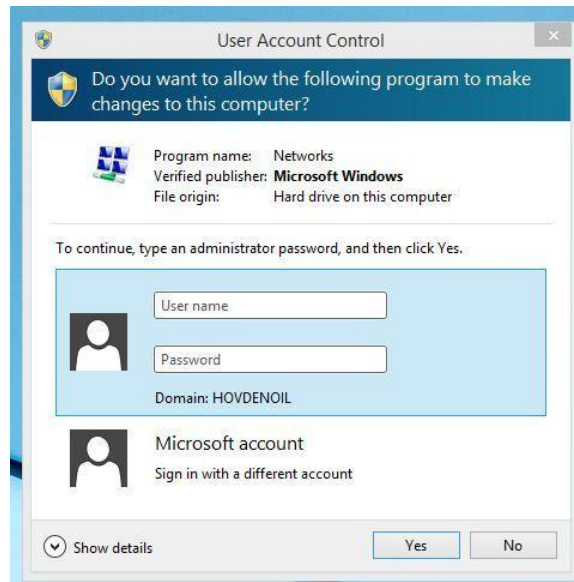 User Account Control
Do you want to allow the following program to make
changes to this computer?
Program name: Networks
Verified publisher: Microsoft Windows
File origin: Hard drive on this computer
To continue, type an administrator password, and then click Yes.
User name
Password
Domain: HOVDENOIL
Microsoft account
Sign in with a different account
Show details
Yes
No